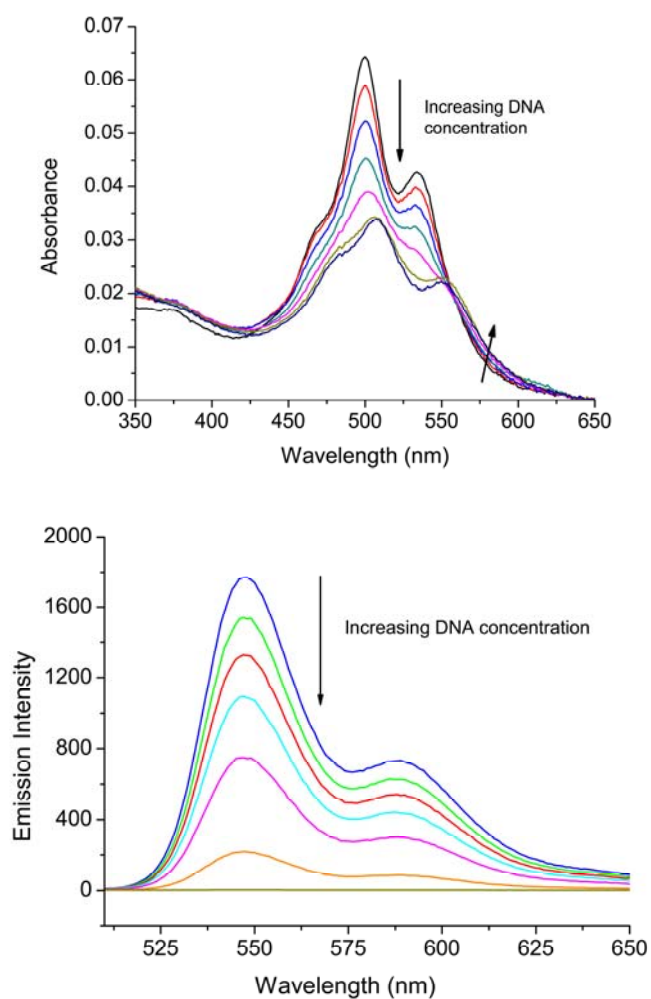 0.07
0.06
0.05
0.04
0.03
0.02
0.01
0.00
Absorbance
Increasing DNA
concentration
350 400 450 500 550 600 650
Wavelength (nm)
2000
1600
1200
800
400
0
Emission Intensity
Increasing DNA concentration
525 550 575 600 625 650
Wavelength (nm)